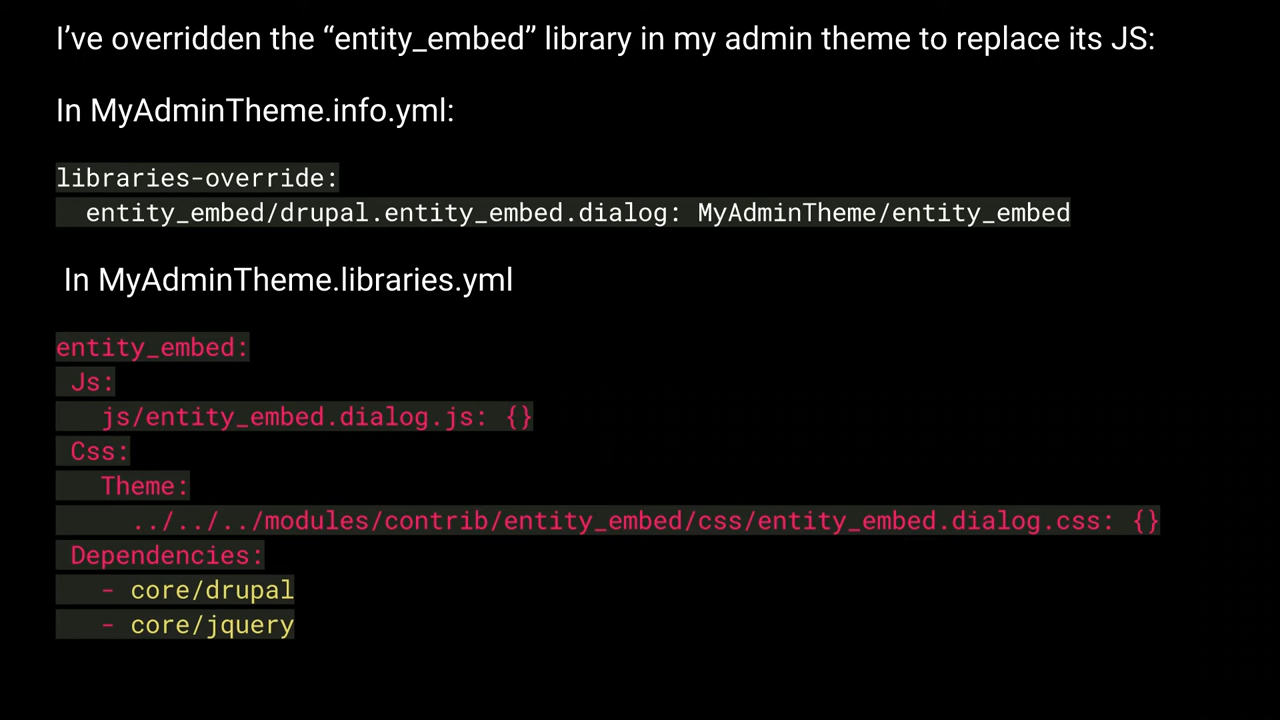 I’ve overridden the “entity_embed” library in my admin theme to replace its JS:
In MyAdminTheme.info.yml:
libraries-override:
  entity_embed/drupal.entity_embed.dialog: MyAdminTheme/entity_embed
In MyAdminTheme.libraries.yml
entity_embed:
 Js:
   js/entity_embed.dialog.js: {}
 Css:
   Theme:
     ../../../modules/contrib/entity_embed/css/entity_embed.dialog.css: {}
 Dependencies:
   - core/drupal
   - core/jquery